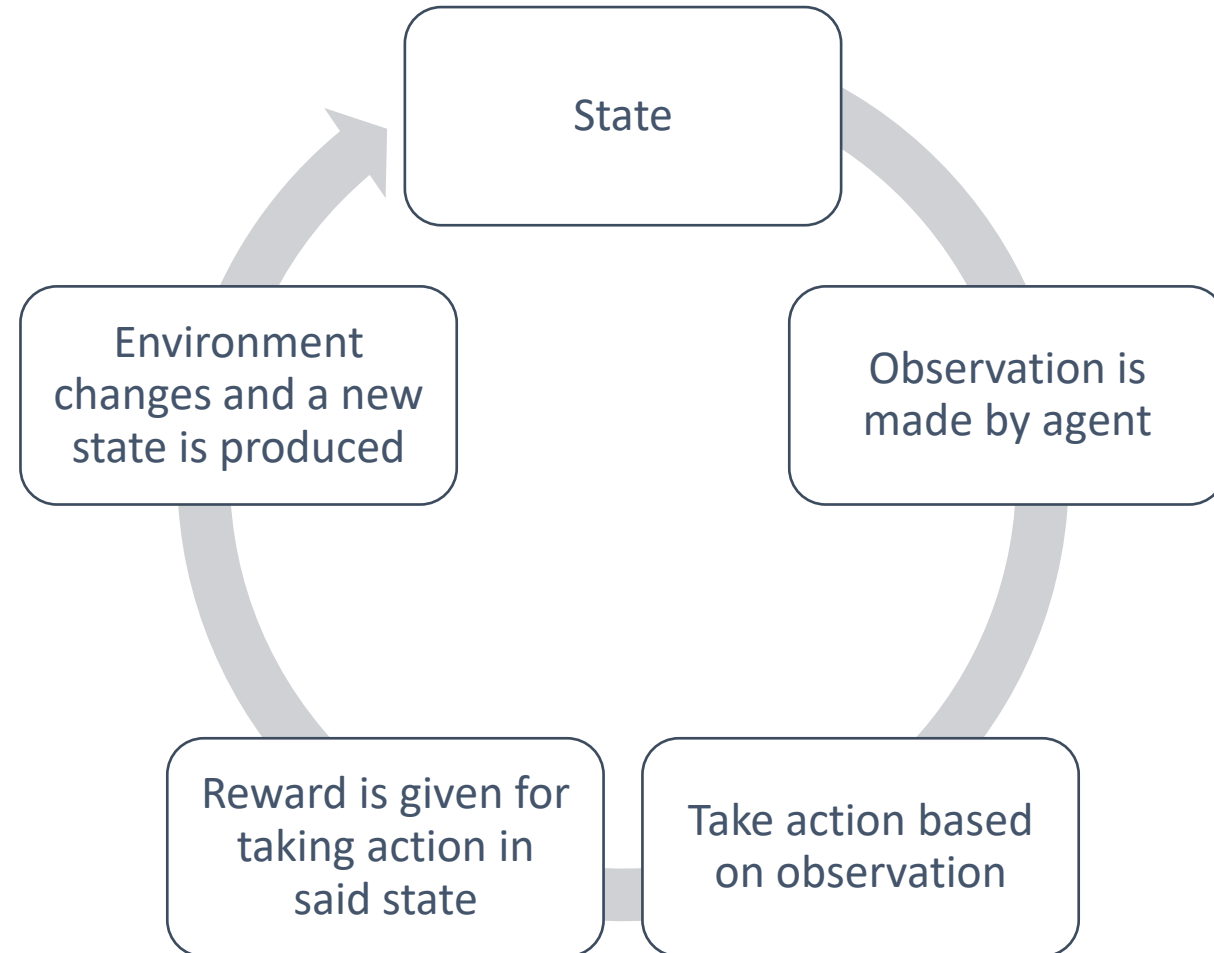 State
Observation is
made by agent
Take action based
on observation
Reward is given for
taking action in
said state
Environment
changes and a new
state is produced